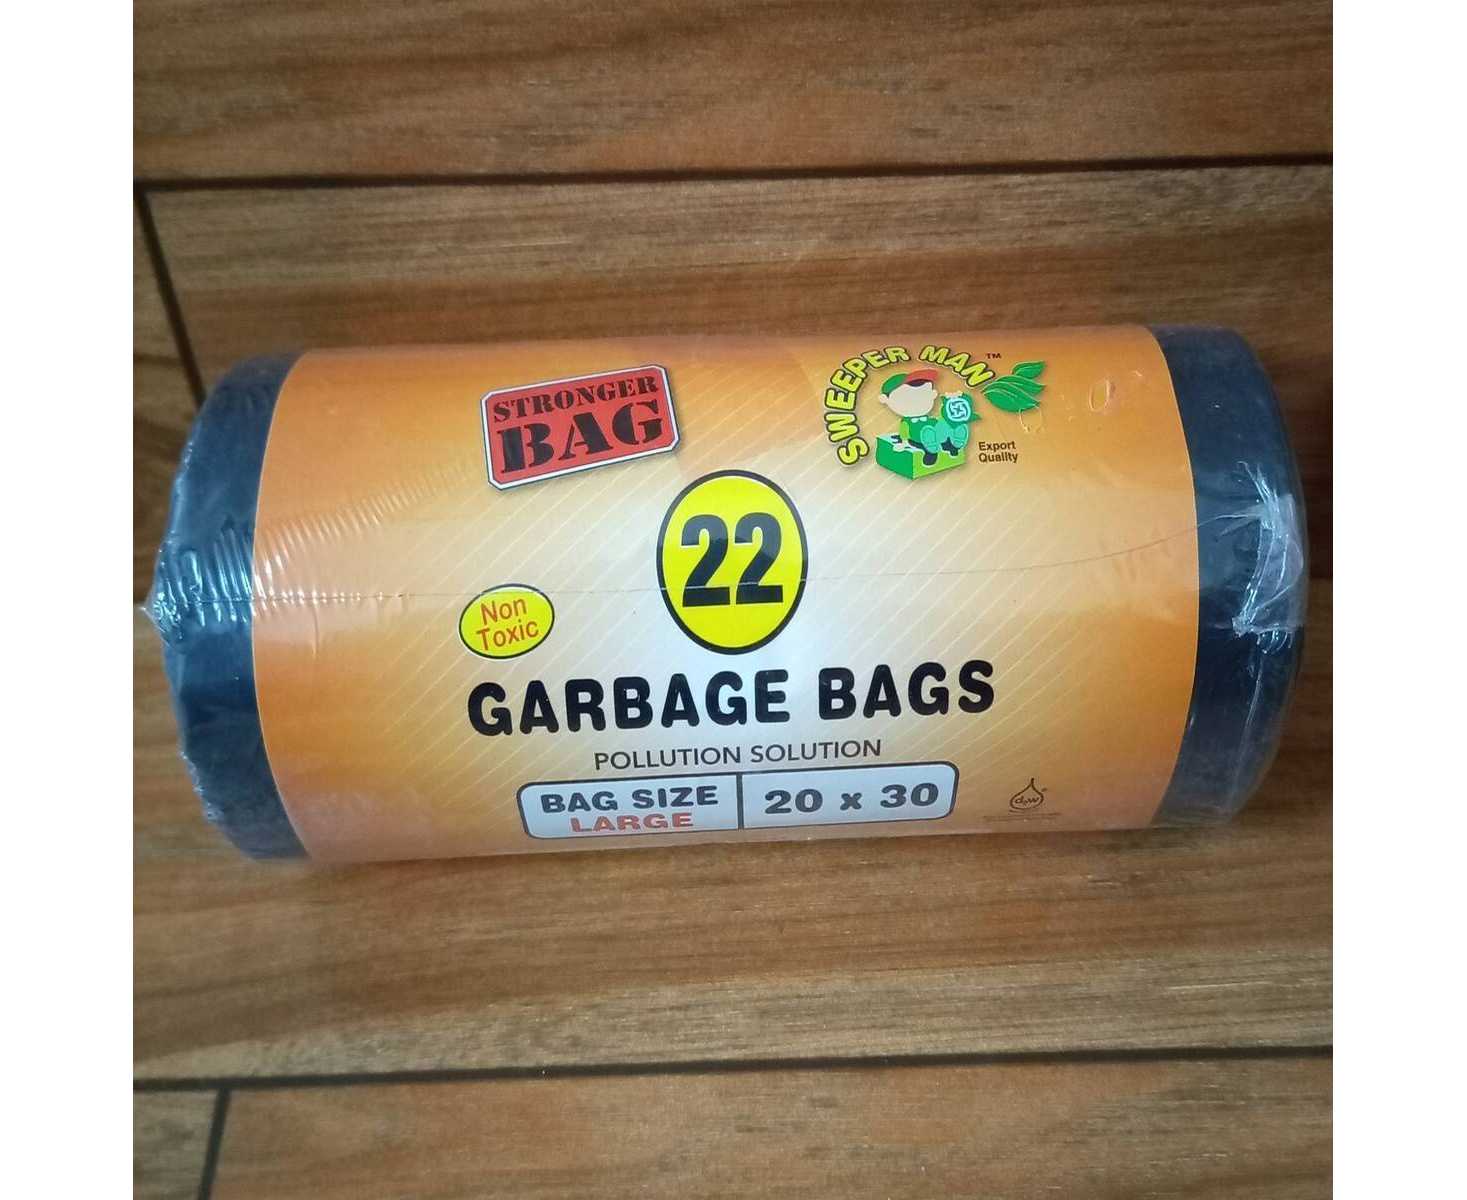 STRONGER
BAG
SWEEPER MAN™
Export
Quality
22
Non
Toxic
GARBAGE BAGS
POLLUTION SOLUTION
BAG SIZE
LARGE
20 x 30